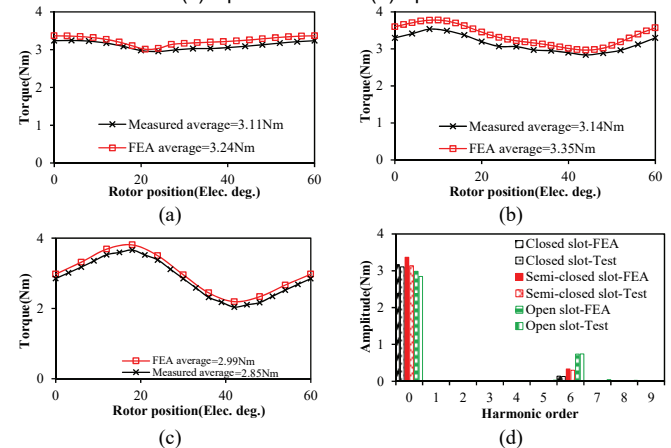 4
3
2
1
0
Torque(Nm)
Measured average=3.11Nm
FEA average=3.24Nm
0 20 40 60
Rotor position(Elec. deg.)
(a)
4
3
2
1
0
Torque(Nm)
Measured average=3.14Nm
FEA average=3.35Nm
0 20 40 60
Rotor position(Elec. deg.)
(b)
4
2
0
Torque(Nm)
FEA average=2.99Nm
Measured average=2.85Nm
0 20 40 60
Rotor position(Elec. deg.)
(c)
4
3
2
1
0
Amplitude(Nm)
Closed slot-FEA
Closed slot-Test
Semi-closed slot-FEA
Semi-closed slot-Test
Open slot-FEA
Open slot-Test
0 1 2 3 4 5 6 7 8 9
Harmonic order
(d)